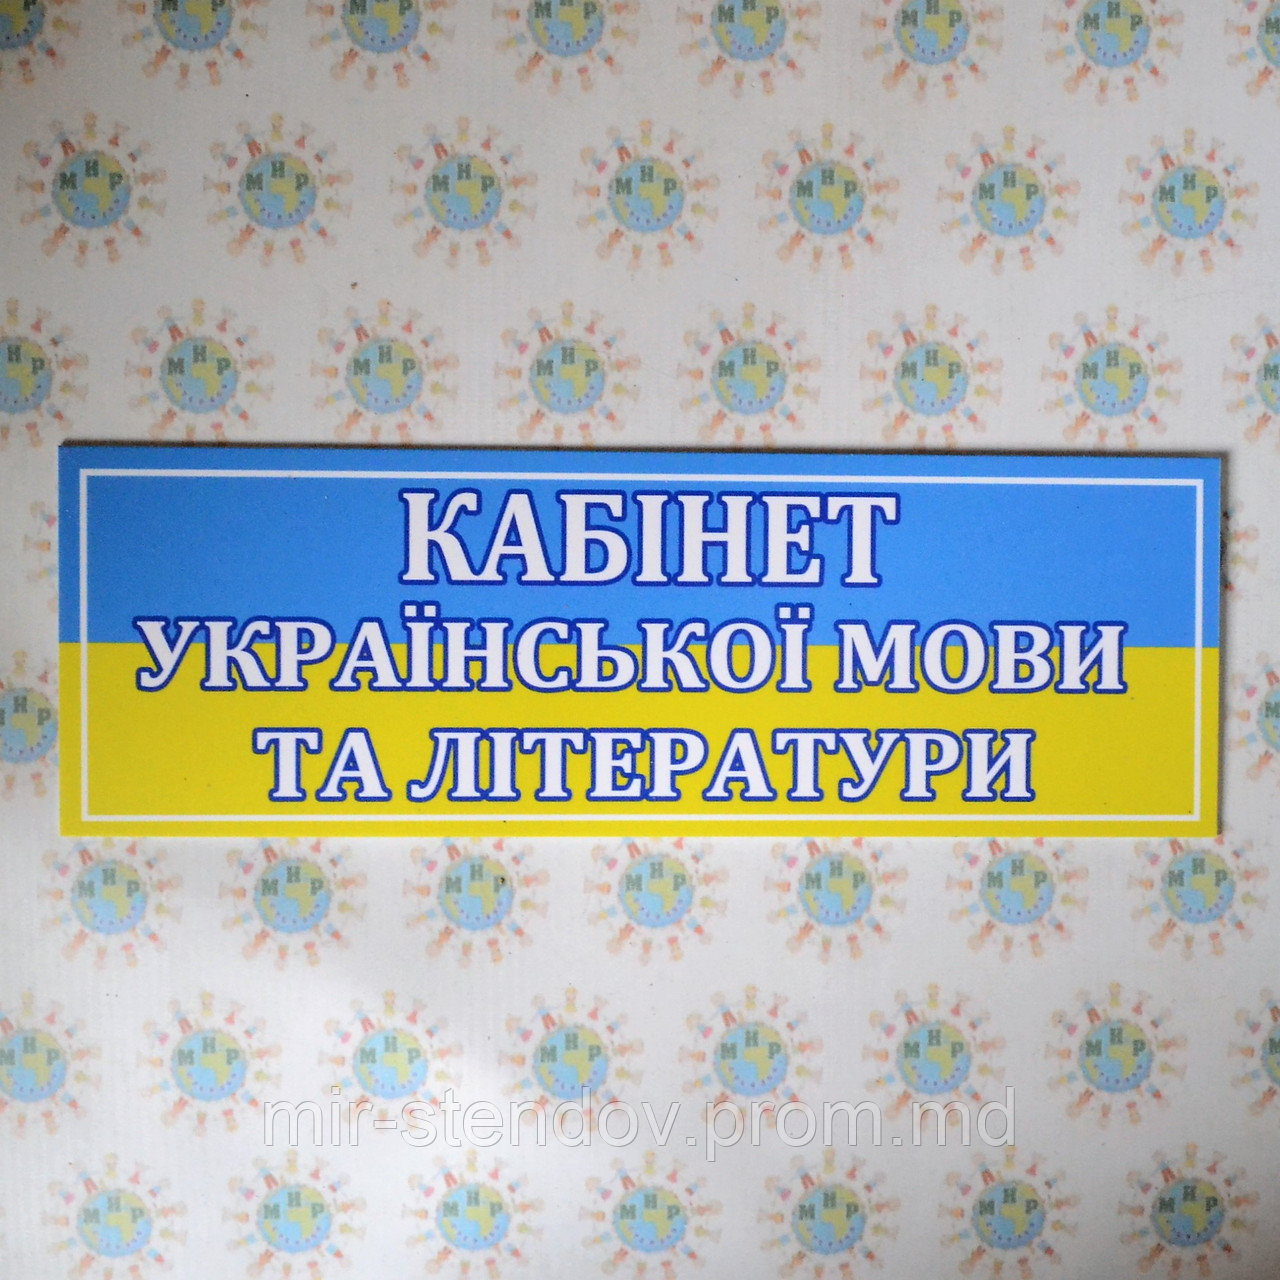 КАБІНЕТ
УКРАЇНСЬКОЇ МОВИ
ТА ЛІТЕРАТУРИ
mir-stendov.prom.md